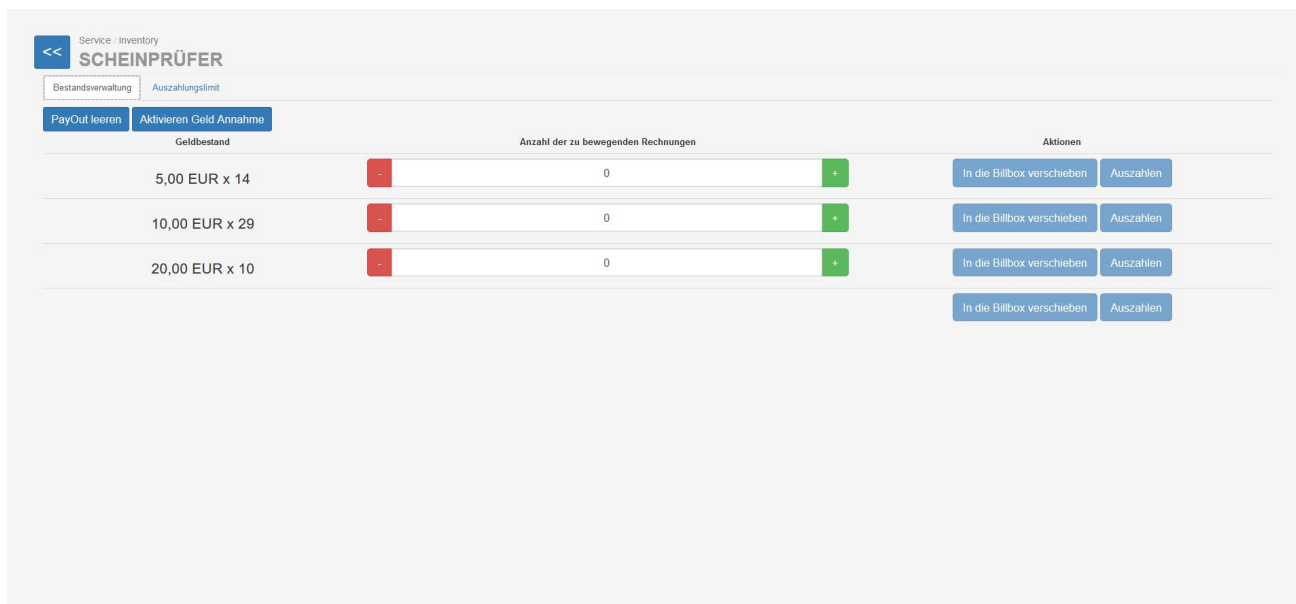 <<
Service / Inventory
SCHEINPRÜFER
Bestandsverwaltung Auszahlungslimit
PayOut leeren Aktivieren Geld Annahme
Geldbestand Anzahl der zu bewegenden Rechnungen Aktionen
5,00 EUR x 14 - 0 + In die Billbox verschieben Auszahlen
10,00 EUR x 29 - 0 + In die Billbox verschieben Auszahlen
20,00 EUR x 10 - 0 + In die Billbox verschieben Auszahlen
In die Billbox verschieben Auszahlen